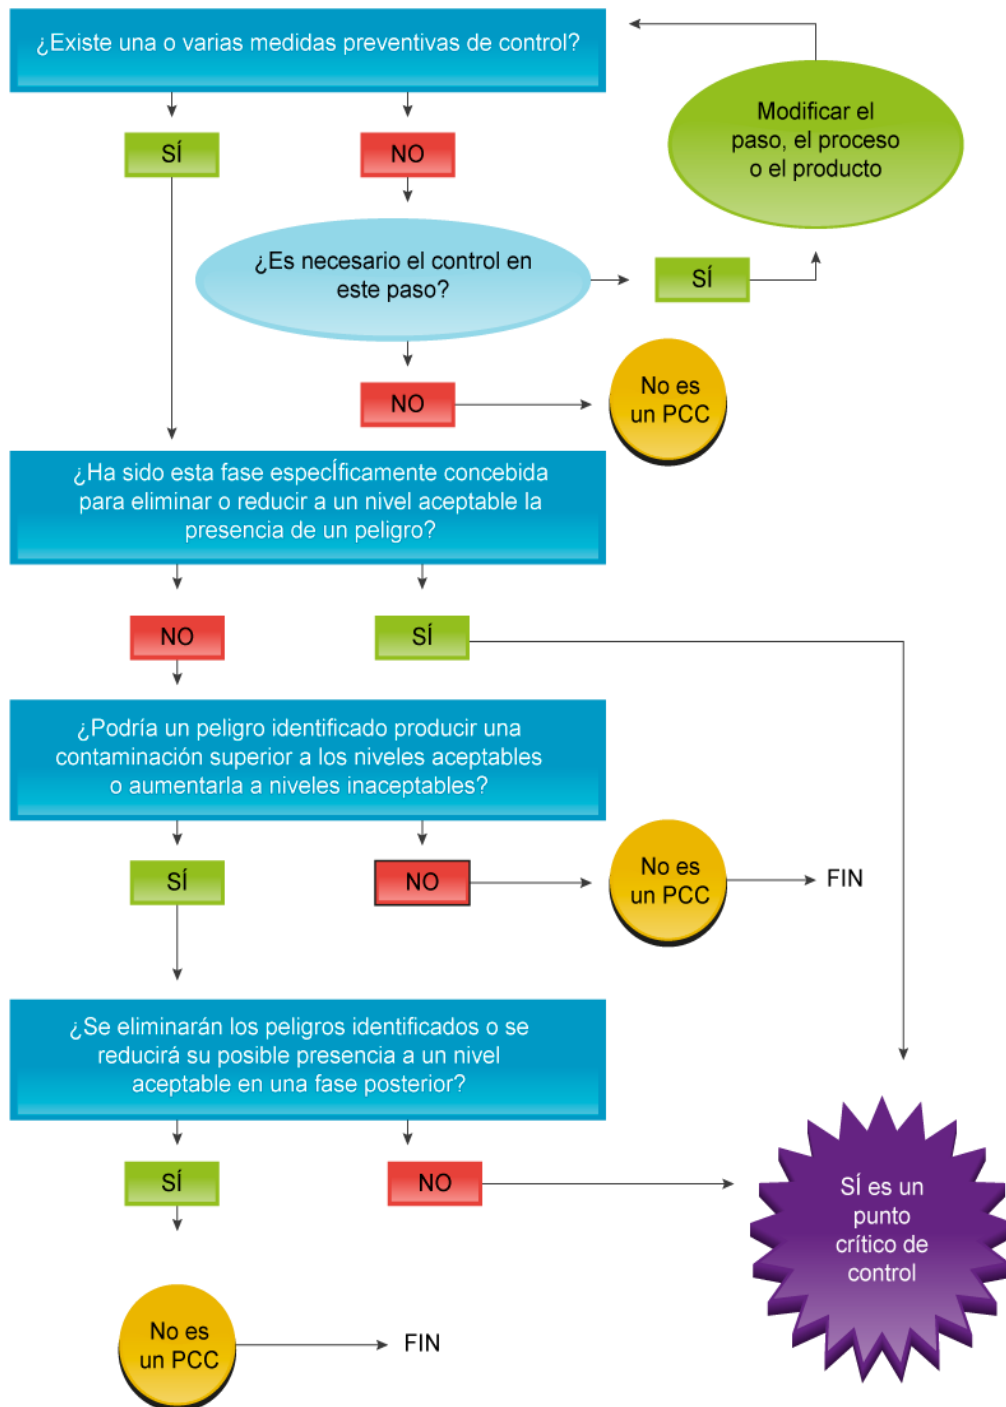 ¿Existe una o varias medidas preventivas de control?
SÍ
NO
Modificar el
paso, el proceso
o el producto
¿Es necesario el control en
este paso?
SÍ
NO
No es
un PCC
¿Ha sido esta fase específicamente concebida
para eliminar o reducir a un nivel aceptable la
presencia de un peligro?
NO
SÍ
¿Podría un peligro identificado producir una
contaminación superior a los niveles aceptables
o aumentarla a niveles inaceptables?
SÍ
NO
No es
un PCC
FIN
¿Se eliminarán los peligros identificados o se
reducirá su posible presencia a un nivel
aceptable en una fase posterior?
SÍ
NO
SÍ es un
punto
crítico de
control
No es
un PCC
FIN